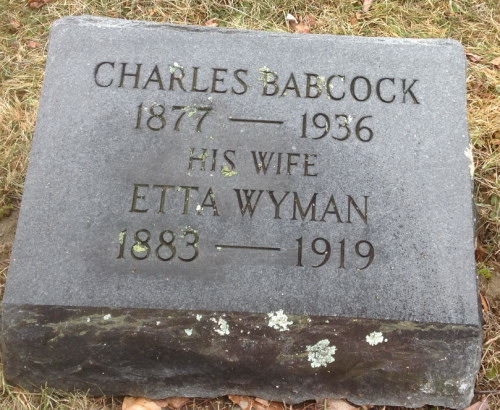 CHARLES BABCOCK
1877 — 1936
HIS WIFE
ETTA WYMAN
1883 — 1919